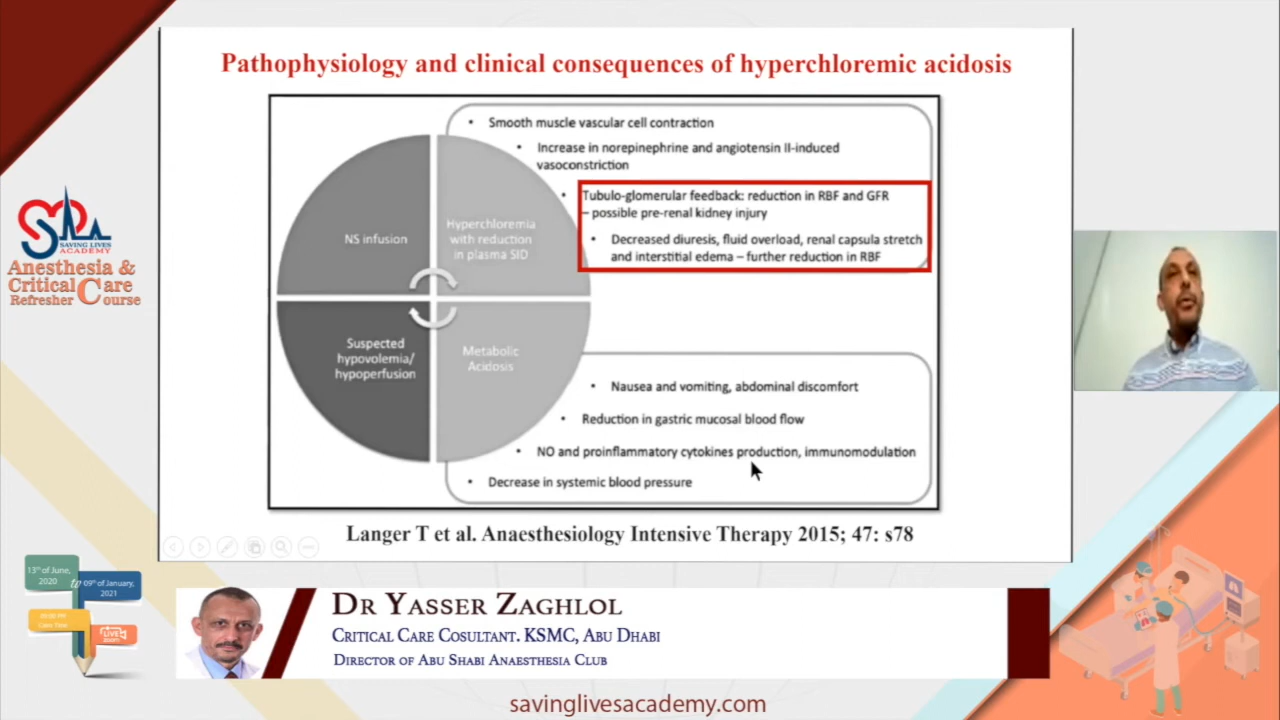 Pathophysiology and clinical consequences of hyperchloremic acidosis
• Smooth muscle vascular cell contraction
• Increase in norepinephrine and angiotensin II-induced
vasoconstriction
• Tubulo-glomerular feedback: reduction in RBF and GFR
– possible pre-renal kidney injury
• Decreased diuresis, fluid overload, renal capsula stretch
and interstitial edema – further reduction in RBF
NS infusion
Hyperchloremia
with reduction
in plasma SID
Suspected
hypovolemia/
hypoperfusion
Metabolic
Acidosis
• Nausea and vomiting, abdominal discomfort
• Reduction in gastric mucosal blood flow
• NO and proinflammatory cytokines production, immunomodulation
• Decrease in systemic blood pressure
Langer T et al. Anaesthesiology Intensive Therapy 2015; 47: s78
SAVING LIVES
ACADEMY
Anesthesia &
Critical Care
Refresher Course
13th of June,
2020
to
09th of January,
2021
LIVE
DR YASSER ZAGHLOL
CRITICAL CARE COSULTANT. KSMC, ABU DHABI
DIRECTOR OF ABU SHABI ANAESTHESIA CLUB
savinglivesacademy.com